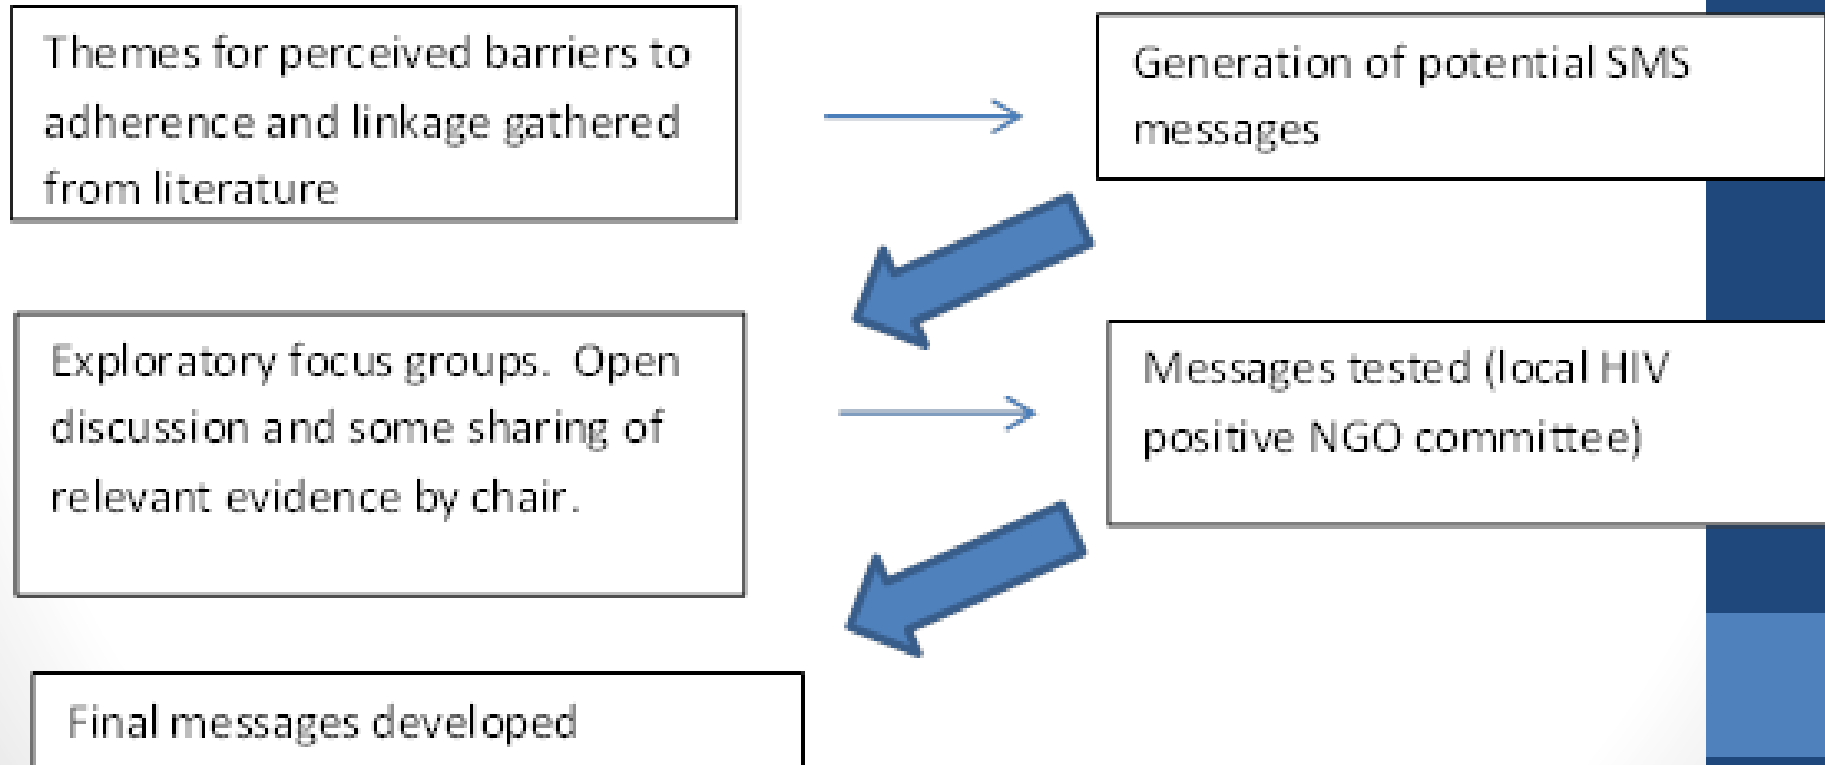 Themes for perceived barriers to
adherence and linkage gathered
from literature
Generation of potential SMS
messages
Exploratory focus groups.  Open
discussion and some sharing of
relevant evidence by chair.
Messages tested (local HIV
positive NGO committee)
Final messages developed